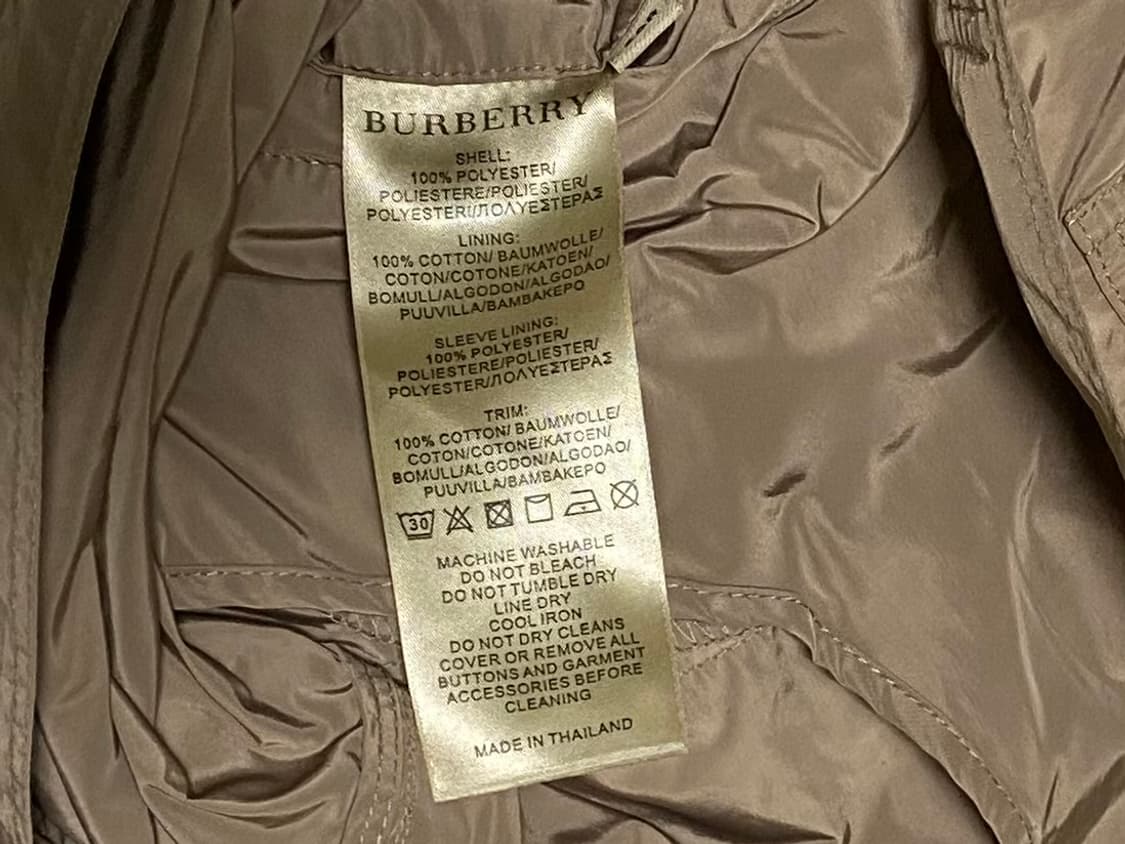 BURBERRY
SHELL:
100% POLYESTER/
POLIESTERE/POLIESTER/
POLYESTERI/ΠΟΛΥΕΣΤΕΡΑΣ
LINING:
100% COTTON/ BAUMWOLLE/
COTON/COTONE/KATOEN/
BOMULL/ALGODON/ALGODAO/
PUUVILLA/BAMBAKEPO
SLEEVE LINING:
100% POLYESTER/
POLIESTERE/POLIESTER/
POLYESTER/ΠΟΛΥΕΣΤΕΡΑΣ
TRIM:
100% COTTON/ BAUMWOLLE/
COTON/COTONE/KATOEN/
BOMULL/ALGODON/ALGODAO/
PUUVILLA/BAMBAKEPO
30
MACHINE WASHABLE
DO NOT BLEACH
DO NOT TUMBLE DRY
LINE DRY
COOL IRON
DO NOT DRY CLEANS
COVER OR REMOVE ALL
BUTTONS AND GARMENT
ACCESSORIES BEFORE
CLEANING
MADE IN THAILAND